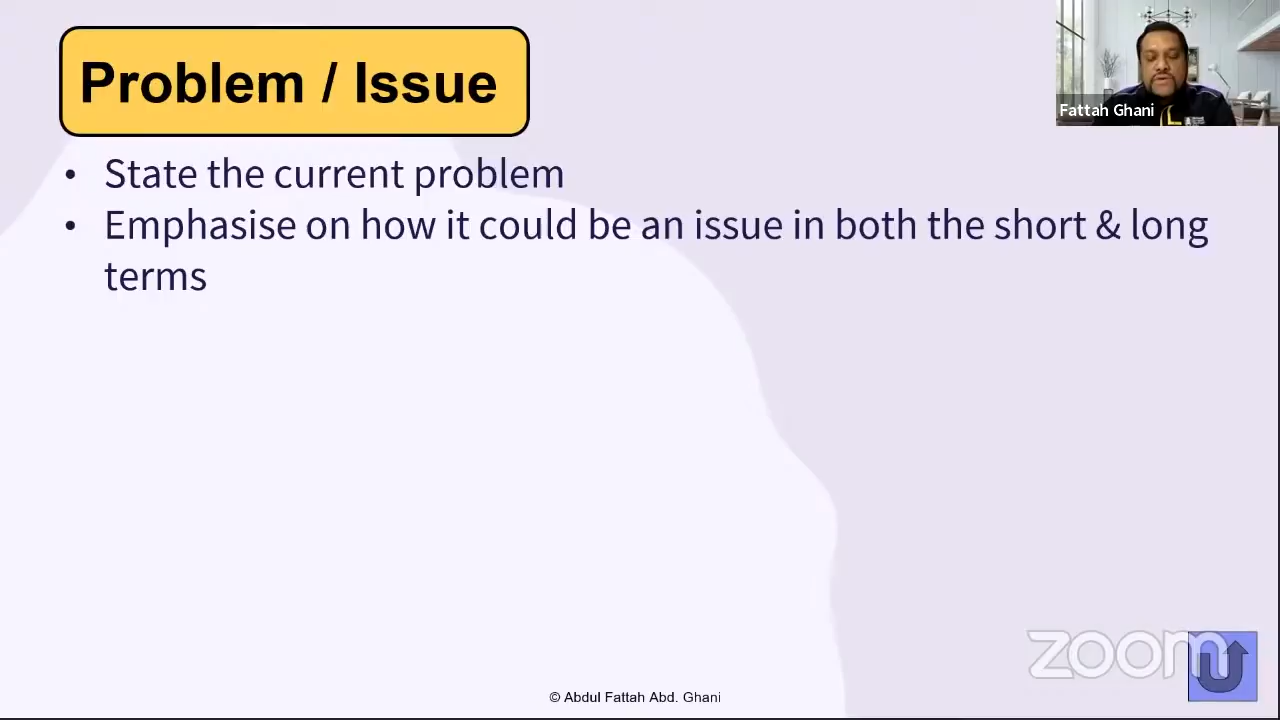 Problem / Issue
Fattah Ghani
• State the current problem
• Emphasise on how it could be an issue in both the short & long
terms
zoom
© Abdul Fattah Abd. Ghani